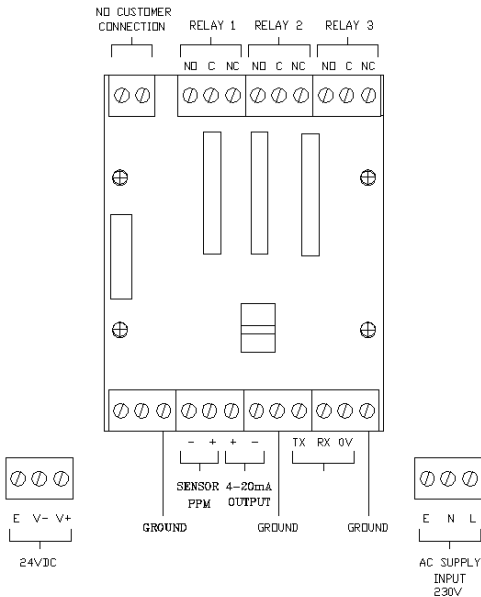 NO CUSTOMER
CONNECTION
RELAY 1 RELAY 2 RELAY 3
NO C NC NO C NC NO C NC
- + + - TX RX 0V
SENSOR 4-20mA
PPM OUTPUT
GROUND GROUND GROUND
E V- V+
24VDC
E N L
AC SUPPLY
INPUT
230V